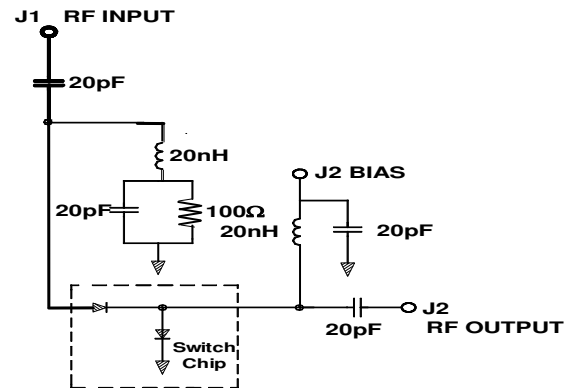 J1 RF INPUT
20pF
20nH
J2 BIAS
20pF
100Ω
20nH
20pF
J2
20pF
RF OUTPUT
Switch
Chip